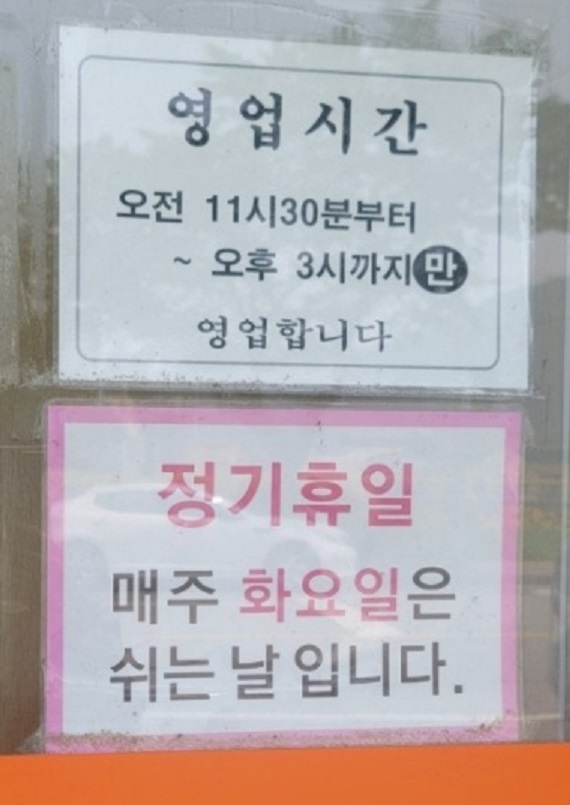 영업시간
오전 11시30분부터
~ 오후 3시까지만
영업합니다
정기휴일
매주 화요일은
쉬는 날 입니다.